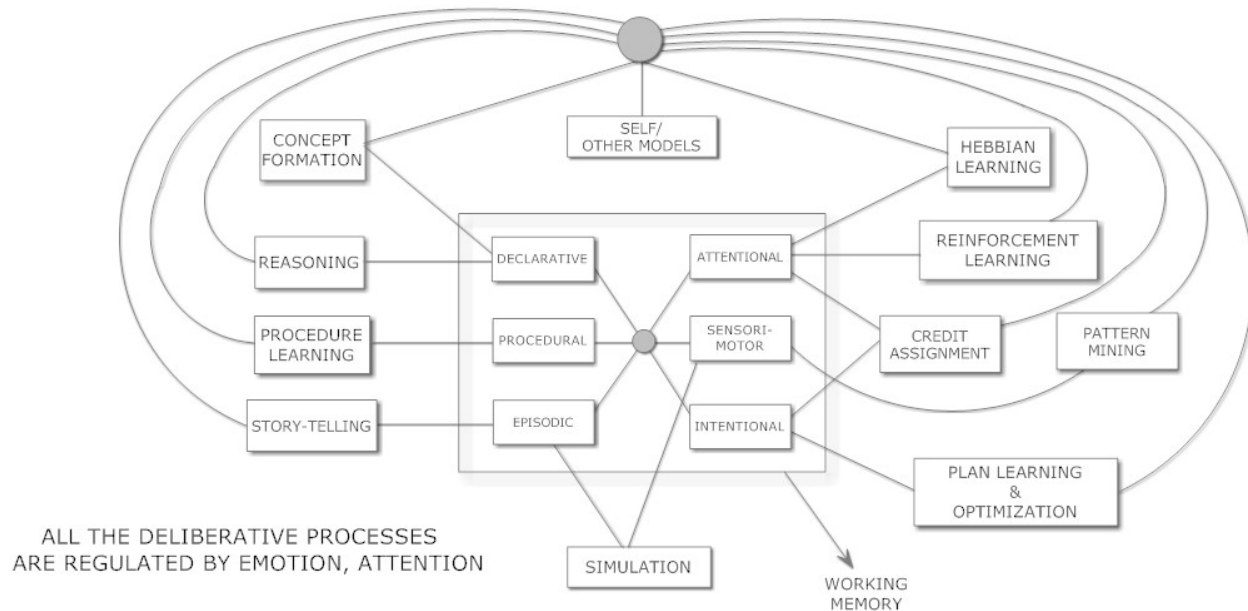 CONCEPT
FORMATION
SELF/
OTHER MODELS
HEBBIAN
LEARNING
REASONING
DECLARATIVE
ATTENTIONAL
REINFORCEMENT
LEARNING
PROCEDURE
LEARNING
PROCEDURAL
SENSORI-
MOTOR
CREDIT
ASSIGNMENT
PATTERN
MINING
STORY-TELLING
EPISODIC
INTENTIONAL
PLAN LEARNING
&
OPTIMIZATION
ALL THE DELIBERATIVE PROCESSES
ARE REGULATED BY EMOTION, ATTENTION
SIMULATION
WORKING
MEMORY